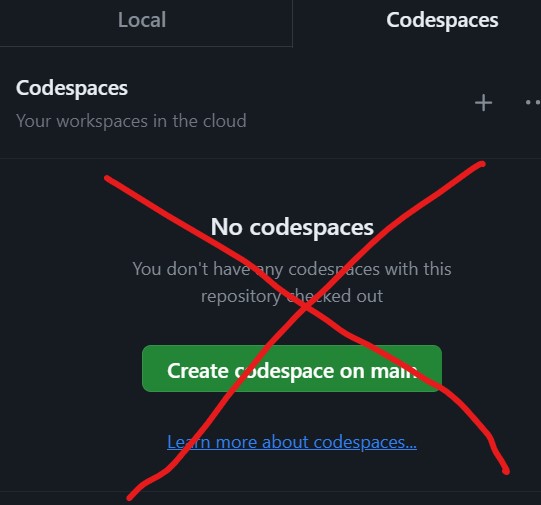 Local
Codespaces
Codespaces
Your workspaces in the cloud
No codespaces
You don't have any codespaces with this
repository checked out
Create codespace on main
Learn more about codespaces...